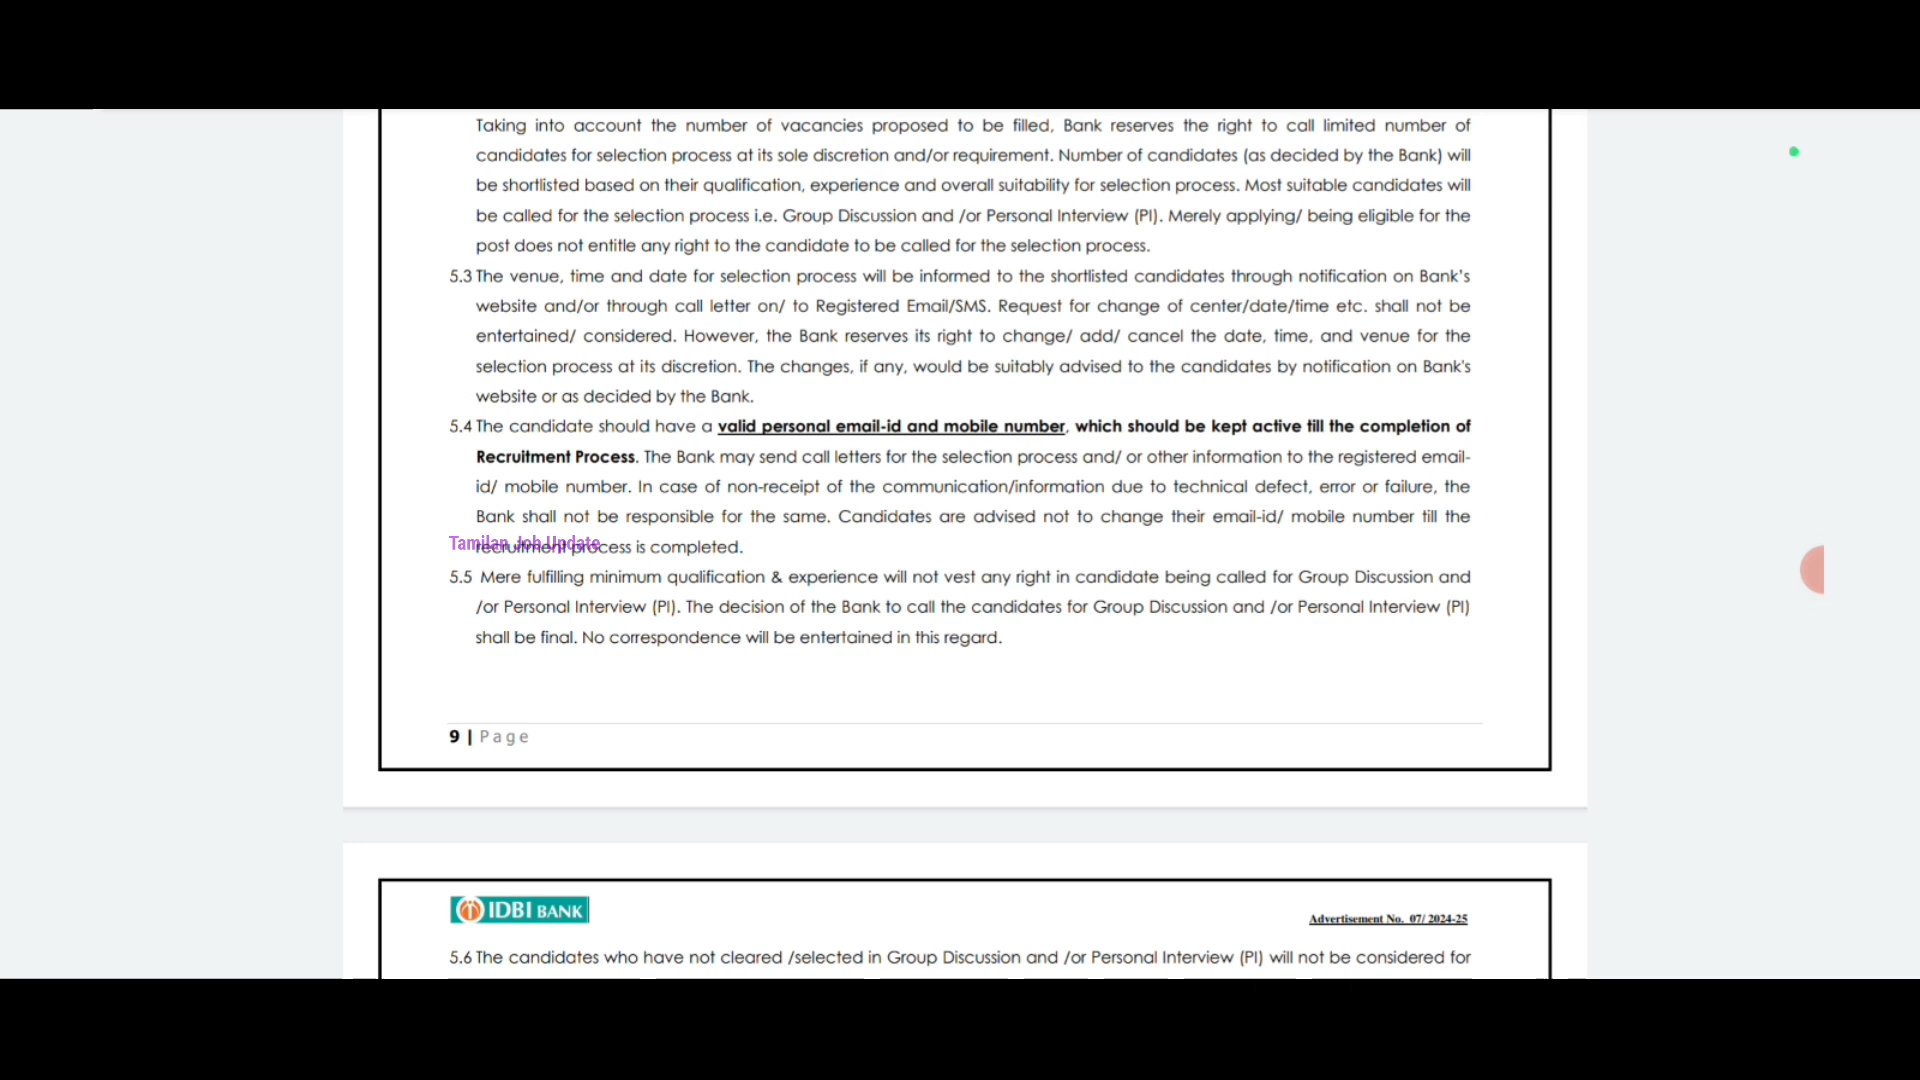 Taking into account the number of vacancies proposed to be filled, Bank reserves the right to call limited number of
candidates for selection process at its sole discretion and/or requirement. Number of candidates (as decided by the Bank) will
be shortlisted based on their qualification, experience and overall suitability for selection process. Most suitable candidates will
be called for the selection process i.e. Group Discussion and /or Personal Interview (PI). Merely applying/ being eligible for the
post does not entitle any right to the candidate to be called for the selection process.
5.3 The venue, time and date for selection process will be informed to the shortlisted candidates through notification on Bank's
website and/or through call letter on/ to Registered Email/SMS. Request for change of center/date/time etc. shall not be
entertained/ considered. However, the Bank reserves its right to change/ add/ cancel the date, time, and venue for the
selection process at its discretion. The changes, if any, would be suitably advised to the candidates by notification on Bank's
website or as decided by the Bank.
5.4 The candidate should have a valid personal email-id and mobile number, which should be kept active till the completion of
Recruitment Process. The Bank may send call letters for the selection process and/ or other information to the registered email-
id/ mobile number. In case of non-receipt of the communication/information due to technical defect, error or failure, the
Bank shall not be responsible for the same. Candidates are advised not to change their email-id/ mobile number till the
Tamilan Job Update
recruitment process is completed.
5.5 Mere fulfilling minimum qualification & experience will not vest any right in candidate being called for Group Discussion and
/or Personal Interview (PI). The decision of the Bank to call the candidates for Group Discussion and /or Personal Interview (PI)
shall be final. No correspondence will be entertained in this regard.
9 | Page
IDBI BANK
Advertisement No. 07/ 2024-25
5.6 The candidates who have not cleared /selected in Group Discussion and /or Personal Interview (PI) will not be considered for